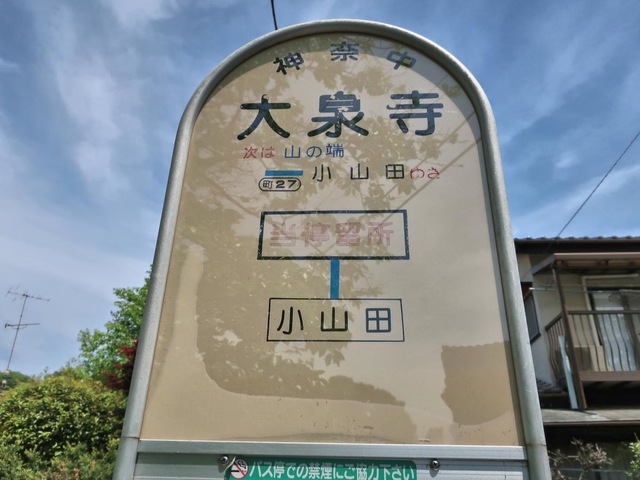 神奈中
大泉寺
次は 山の端
町27 小山田ゆき
当停留所
小山田
バス停での禁煙にご協力下さい